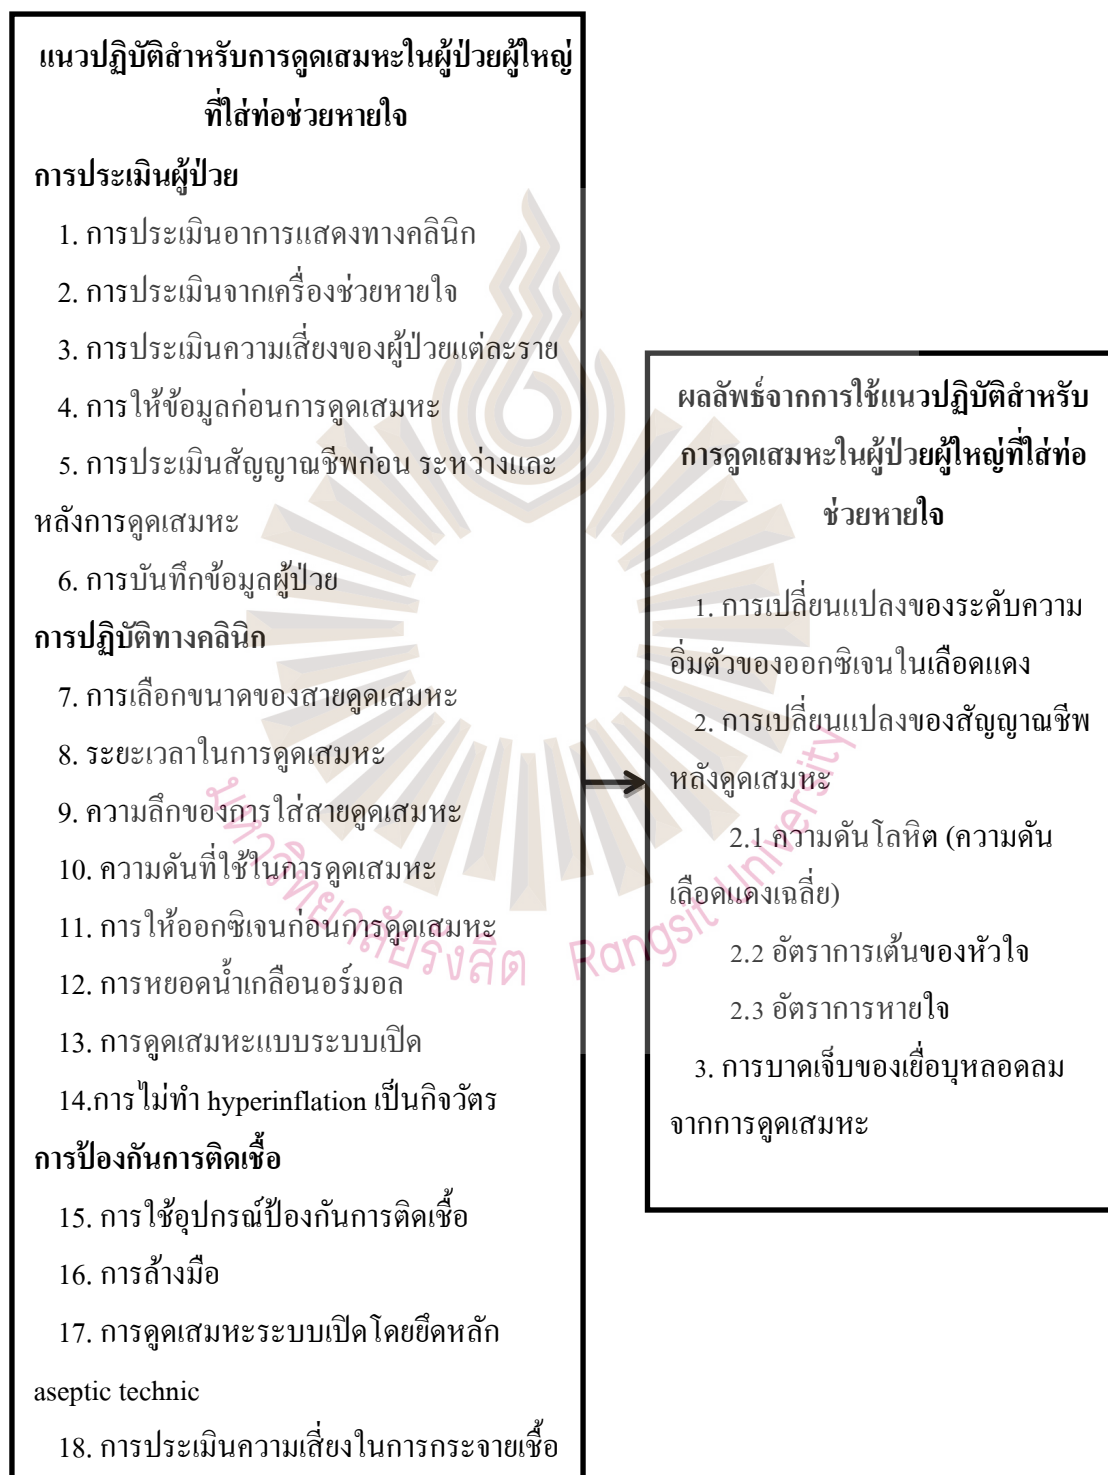 แนวปฏิบัติสำหรับการดูดเสมหะในผู้ป่วยผู้ใหญ่
ที่ใส่ท่อช่วยหายใจ
การประเมินผู้ป่วย
1. การประเมินอาการแสดงทางคลินิก
2. การประเมินจากเครื่องช่วยหายใจ
3. การประเมินความเสี่ยงของผู้ป่วยแต่ละราย
4. การให้ข้อมูลก่อนการดูดเสมหะ
5. การประเมินสัญญาณชีพก่อน ระหว่างและ
หลังการดูดเสมหะ
6. การบันทึกข้อมูลผู้ป่วย
การปฏิบัติทางคลินิก
7. การเลือกขนาดของสายดูดเสมหะ
8. ระยะเวลาในการดูดเสมหะ
9. ความลึกของการใส่สายดูดเสมหะ
10. ความดันที่ใช้ในการดูดเสมหะ
11. การให้ออกซิเจนก่อนการดูดเสมหะ
12. การหยอดน้ำเกลือนอร์มอล
13. การดูดเสมหะแบบระบบเปิด
14.การไม่ทำ hyperinflation เป็นกิจวัตร
การป้องกันการติดเชื้อ
15. การใช้อุปกรณ์ป้องกันการติดเชื้อ
16. การล้างมือ
17. การดูดเสมหะระบบเปิดโดยยึดหลัก
aseptic technic
18. การประเมินความเสี่ยงในการกระจายเชื้อ
ผลลัพธ์จากการใช้แนวปฏิบัติสำหรับ
การดูดเสมหะในผู้ป่วยผู้ใหญ่ที่ใส่ท่อ
ช่วยหายใจ
1. การเปลี่ยนแปลงของระดับความ
อิ่มตัวของออกซิเจนในเลือดแดง
2. การเปลี่ยนแปลงของสัญญาณชีพ
หลังดูดเสมหะ
2.1 ความดันโลหิต (ความดัน
เลือดแดงเฉลี่ย)
2.2 อัตราการเต้นของหัวใจ
2.3 อัตราการหายใจ
3. การบาดเจ็บของเยื่อบุหลอดลม
จากการดูดเสมหะ
มหาวิทยาลัยรังสิต Rangsit University